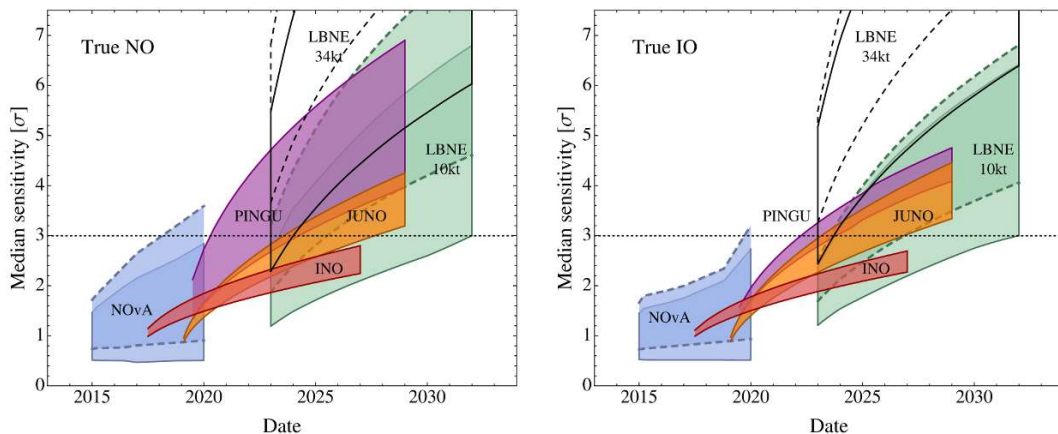 True NO
LBNE
34kt
LBNE
10kt
PINGU
JUNO
INO
NOνA
Median sensitivity [σ]
7
6
5
4
3
2
1
0
2015
2020
2025
2030
Date
True IO
LBNE
34kt
LBNE
10kt
PINGU
JUNO
INO
NOνA
Median sensitivity [σ]
7
6
5
4
3
2
1
0
2015
2020
2025
2030
Date